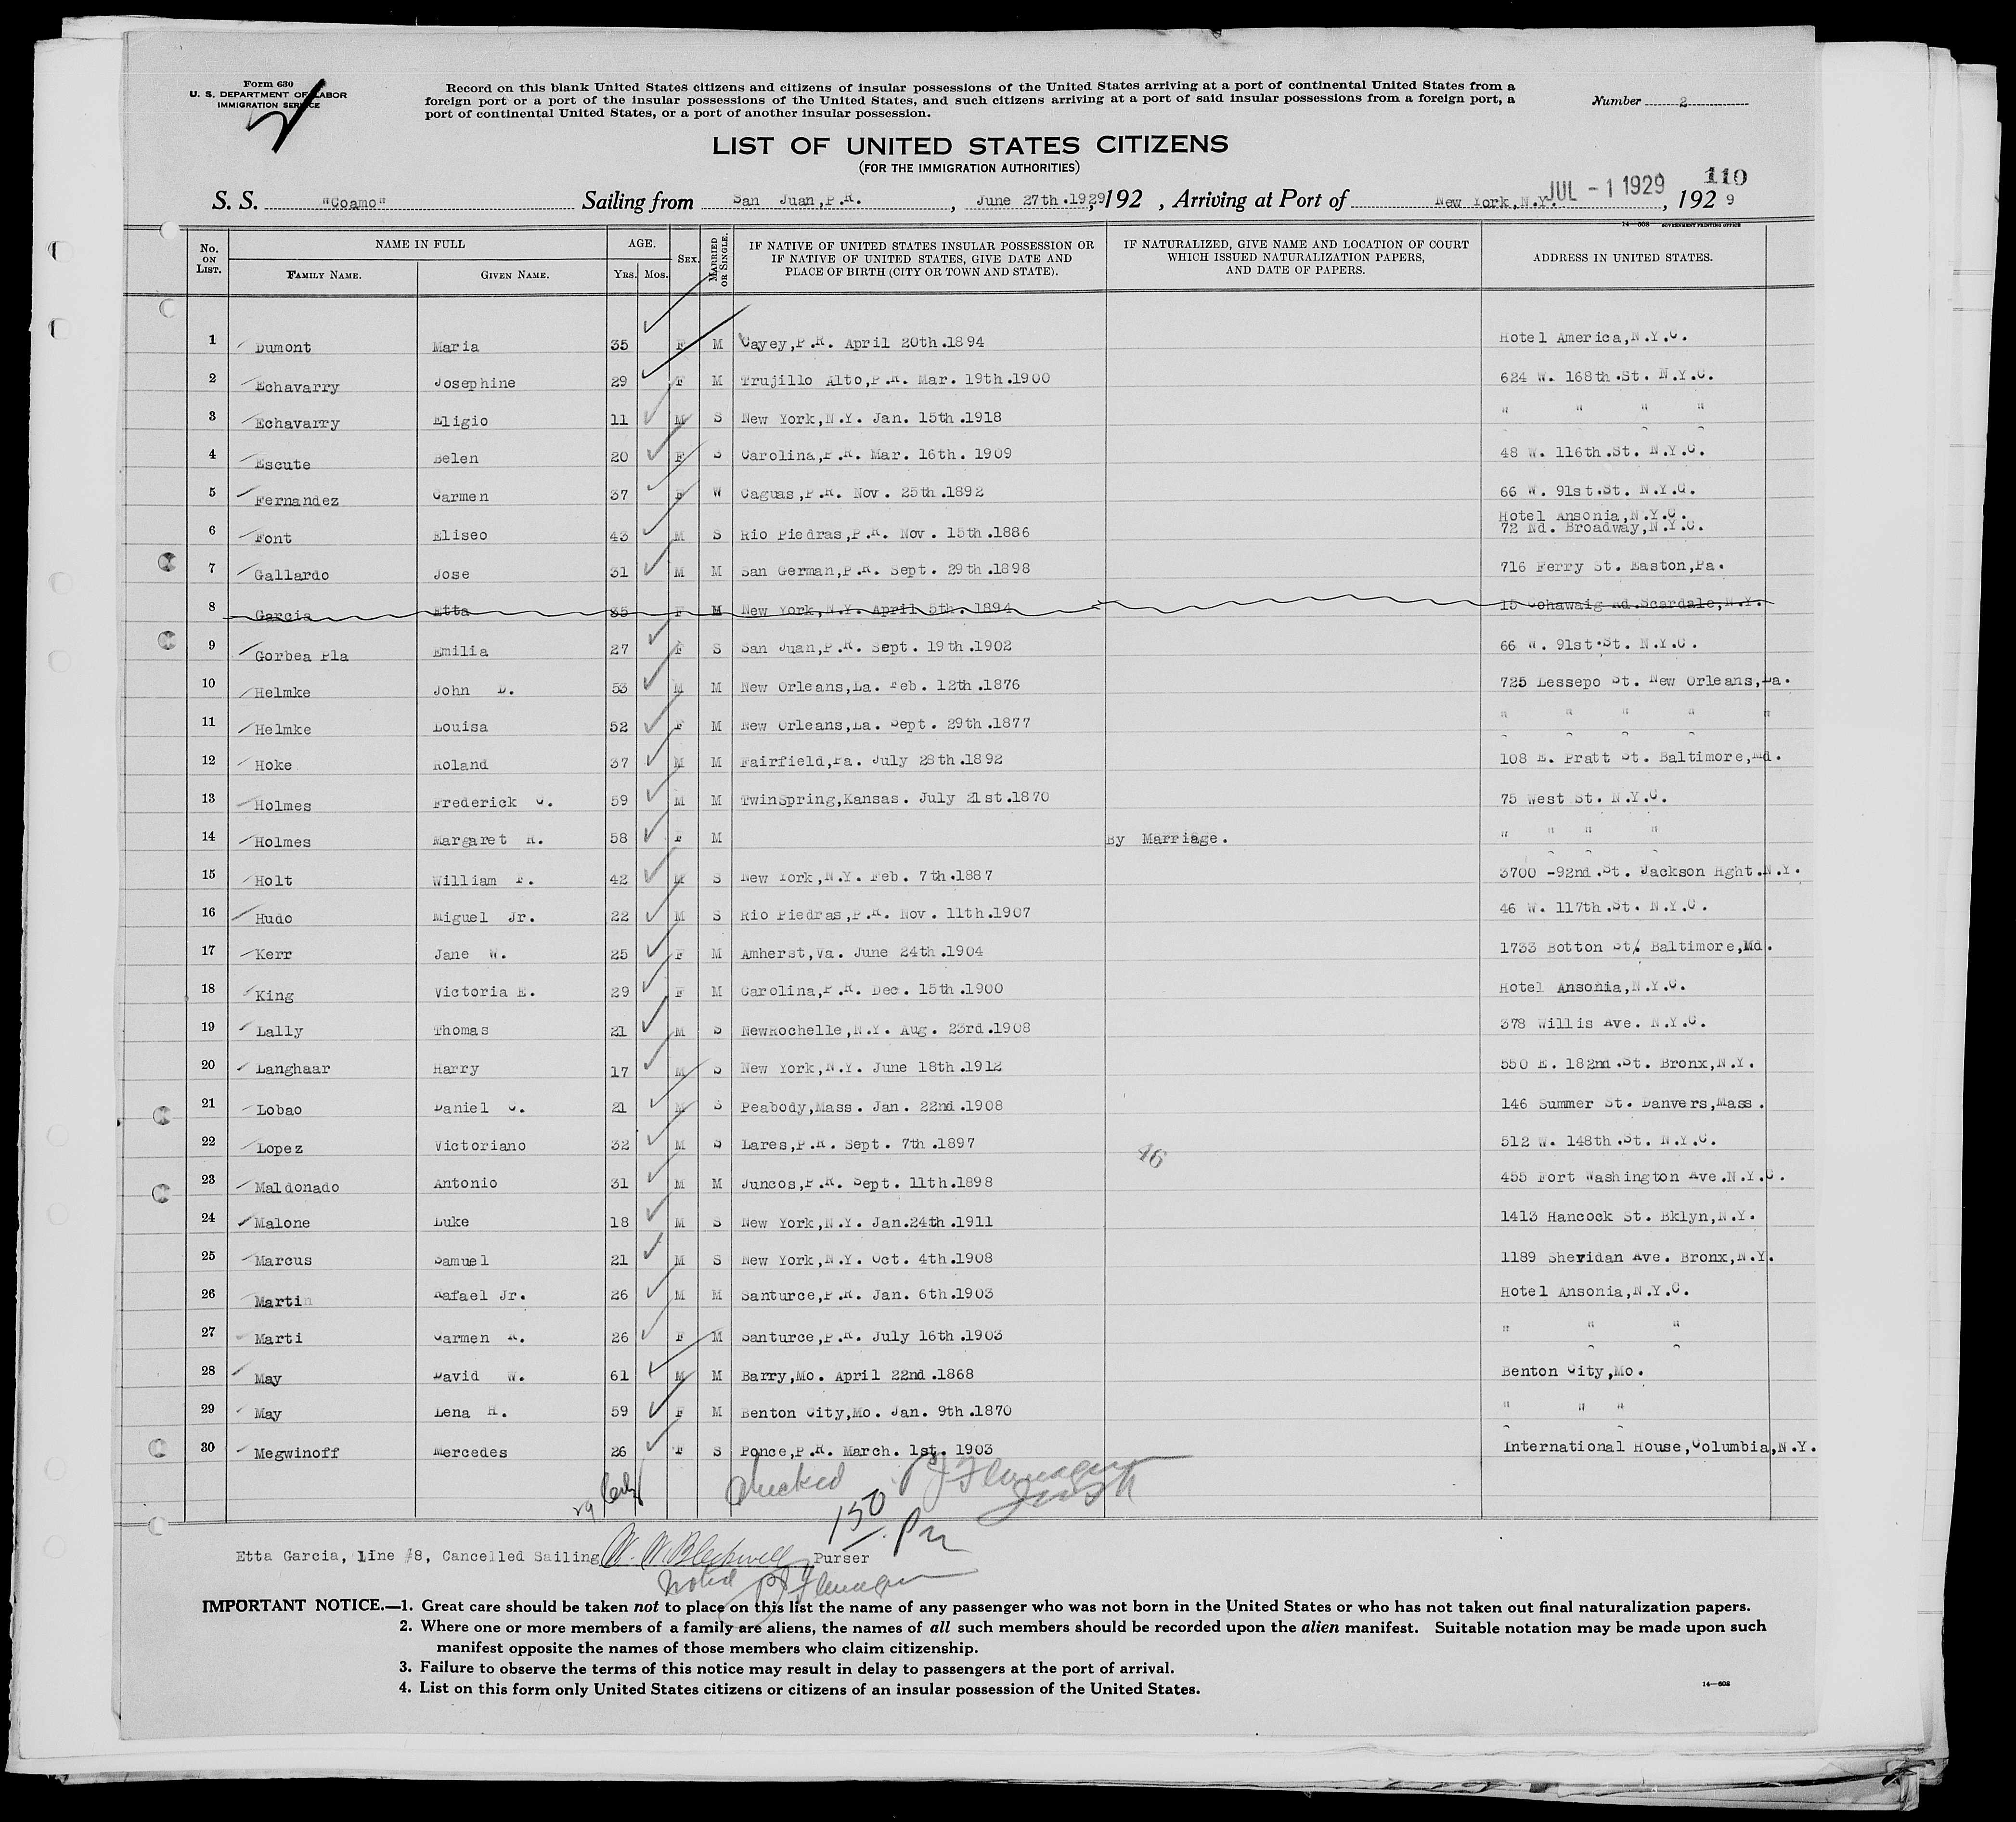 Form 630
U. S. DEPARTMENT OF LABOR
IMMIGRATION SERVICE
Record on this blank United States citizens and citizens of insular possessions of the United States arriving at a port of continental United States from a
foreign port or a port of the insular possessions of the United States, and such citizens arriving at a port of said insular possessions from a foreign port, a
port of continental United States, or a port of another insular possession.
Number 2
LIST OF UNITED STATES CITIZENS
(FOR THE IMMIGRATION AUTHORITIES)
110
S. S. "Coamo" Sailing from San Juan,P.R. , June 27th.1929, 192 , Arriving at Port of New York,N.Y. JUL - 1 1929 , 1929
14—608 GOVERNMENT PRINTING OFFICE
No. ON LIST. NAME IN FULL FAMILY NAME. GIVEN NAME. AGE. YRS. MOS. SEX. MARRIED OR SINGLE. IF NATIVE OF UNITED STATES INSULAR POSSESSION OR IF NATIVE OF UNITED STATES, GIVE DATE AND PLACE OF BIRTH (CITY OR TOWN AND STATE). IF NATURALIZED, GIVE NAME AND LOCATION OF COURT WHICH ISSUED NATURALIZATION PAPERS, AND DATE OF PAPERS. ADDRESS IN UNITED STATES.
1 Dumont Maria 35 F M Cayey,P.R. April 20th.1894 Hotel America,N.Y.C.
2 Echavarry Josephine 29 F M Trujillo Alto,P.R. Mar. 19th.1900 624 W. 168th.St. N.Y.C.
3 Echavarry Eligio 11 M S New York,N.Y. Jan. 15th.1918 " " " "
4 Escute Belen 20 F S Carolina,P.R. Mar. 16th. 1909 48 W. 116th.St. N.Y.C.
5 Fernandez Carmen 37 F W Caguas,P.R. Nov. 25th.1892 66 W. 91st.St. N.Y.C.
Hotel Ansonia,N.Y.C.
6 Font Eliseo 43 M S Rio Piedras,P.R. Nov. 15th.1886 72 Nd. Broadway,N.Y.C.
7 Gallardo Jose 31 M M San German,P.R. Sept. 29th.1898 716 Ferry St. Easton,Pa.
8 Garcia Etta 35 F M New York,N.Y. April 5th.1894 15 Cohawaig Rd.Scardale,N.Y.
9 Gorbea Pla Emilia 27 F S San Juan,P.R. Sept. 19th.1902 66 W. 91st.St. N.Y.C.
10 Helmke John D. 53 M M New Orleans,La. Feb. 12th.1876 725 Lessepo St. New Orleans,La.
11 Helmke Louisa 52 F M New Orleans,La. Sept. 29th.1877 " " " " "
12 Hoke Roland 37 M M Fairfield,Pa. July 28th.1892 108 E. Pratt St. Baltimore,Md.
13 Holmes Frederick C. 59 M M TwinSpring,Kansas. July 21st.1870 75 West St. N.Y.C.
14 Holmes Margaret R. 58 F M By Marriage. " " " "
15 Holt William F. 42 M S New York,N.Y. Feb. 7th.1887 3700 -92nd.St. Jackson Hght.N.Y.
16 Hudo Miguel Jr. 22 M S Rio Piedras,P.R. Nov. 11th.1907 46 W. 117th.St. N.Y.C.
17 Kerr Jane W. 25 F M Amherst,Va. June 24th.1904 1733 Botton St/. Baltimore,Md.
18 King Victoria E. 29 F M Carolina,P.R. Dec. 15th.1900 Hotel Ansonia,N.Y.C.
19 Lally Thomas 21 M S NewRochelle,N.Y. Aug. 23rd.1908 378 Willis Ave. N.Y.C.
20 Langhaar Harry 17 M S New York,N.Y. June 18th.1912 550 E. 182nd.St. Bronx,N.Y.
21 Lobao Daniel C. 21 M S Peabody,Mass. Jan. 22nd.1908 146 Summer St. Danvers,Mass.
22 Lopez Victoriano 32 M S Lares,P.R. Sept. 7th.1897 512 W. 148th.St. N.Y.C.
23 Maldonado Antonio 31 M M Juncos,P.R. Sept. 11th.1898 455 Fort Washington Ave.N.Y.C.
24 Malone Luke 18 M S New York,N.Y. Jan.24th.1911 1413 Hancock St. Bklyn,N.Y.
25 Marcus Samuel 21 M S New York,N.Y. Oct. 4th.1908 1189 Sheridan Ave. Bronx,N.Y.
26 Martin Rafael Jr. 26 M M Santurce,P.R. Jan. 6th.1903 Hotel Ansonia,N.Y.C.
27 Marti Carmen R. 26 F M Santurce,P.R. July 16th.1903 " " "
28 May David W. 61 M M Barry,Mo. April 22nd.1868 Benton City,Mo.
29 May Lena H. 59 F M Benton City,Mo. Jan. 9th.1870 " " "
30 Megwinoff Mercedes 26 F S Ponce,P.R. March. 1st. 1903 International House,Columbia,N.Y.
Checked P J Flanagan
29
150 Pm
Etta Garcia, line #8, Cancelled Sailing W. W. Blackwell Purser
Noted P J Flanagan
IMPORTANT NOTICE.—1. Great care should be taken not to place on this list the name of any passenger who was not born in the United States or who has not taken out final naturalization papers.
2. Where one or more members of a family are aliens, the names of all such members should be recorded upon the alien manifest. Suitable notation may be made upon such
manifest opposite the names of those members who claim citizenship.
3. Failure to observe the terms of this notice may result in delay to passengers at the port of arrival.
4. List on this form only United States citizens or citizens of an insular possession of the United States.
14—608